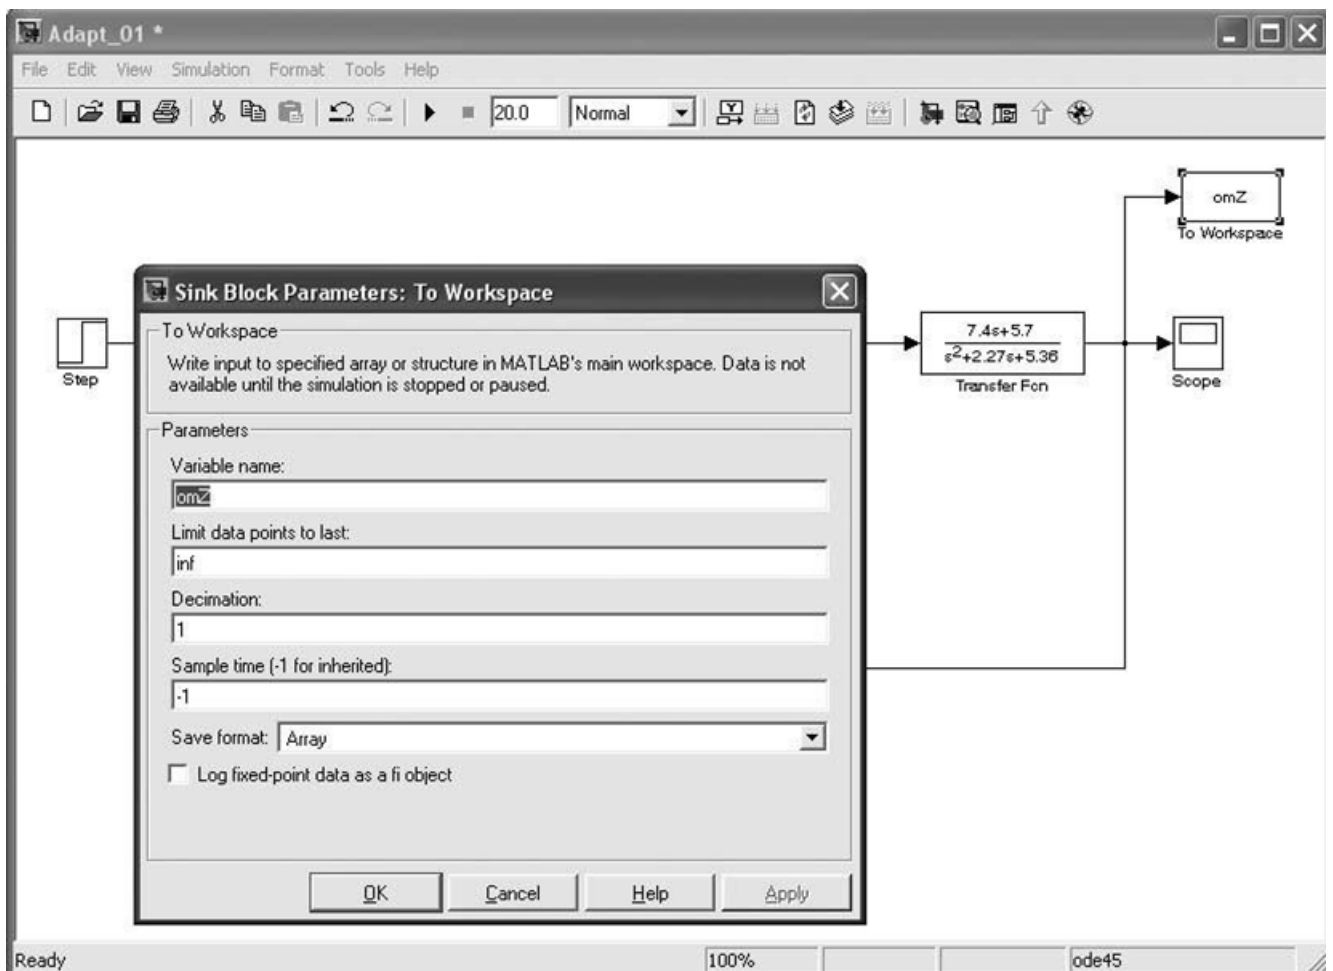 Adapt_01 *
File Edit View Simulation Format Tools Help
20.0 Normal
omZ
To Workspace
Sink Block Parameters: To Workspace
To Workspace
Write input to specified array or structure in MATLAB's main workspace. Data is not
available until the simulation is stopped or paused.
Step
7.4s+5.7
s²+2.27s+5.36
Transfer Fcn
Scope
Parameters
Variable name:
omZ
Limit data points to last:
inf
Decimation:
1
Sample time (-1 for inherited):
-1
Save format: Array
Log fixed-point data as a fi object
OK Cancel Help Apply
Ready 100% ode45